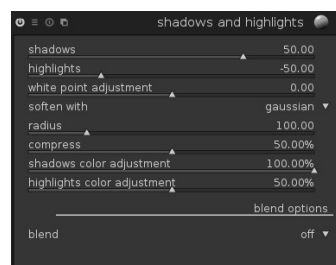 shadows and highlights
shadows 50.00
highlights -50.00
white point adjustment 0.00
soften with gaussian
radius 100.00
compress 50.00%
shadows color adjustment 100.00%
highlights color adjustment 50.00%
blend options
blend off